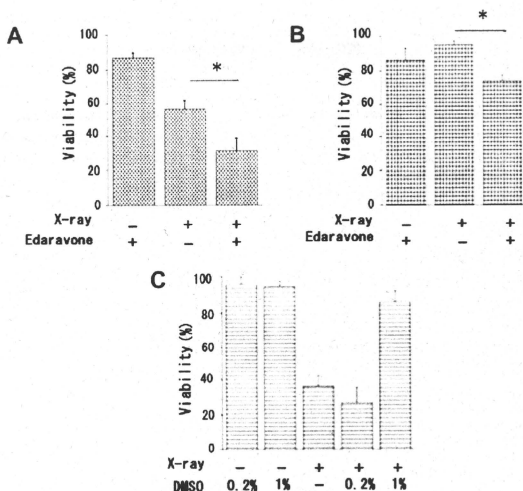 A
*
Viability (%)
100
80
60
40
20
0
X-ray − + +
Edaravone + − +
B
*
Viability (%)
100
80
60
40
20
0
X-ray − + +
Edaravone + − +
C
Viability (%)
100
80
60
40
20
0
X-ray − − + + +
DMSO 0.2% 1% − 0.2% 1%